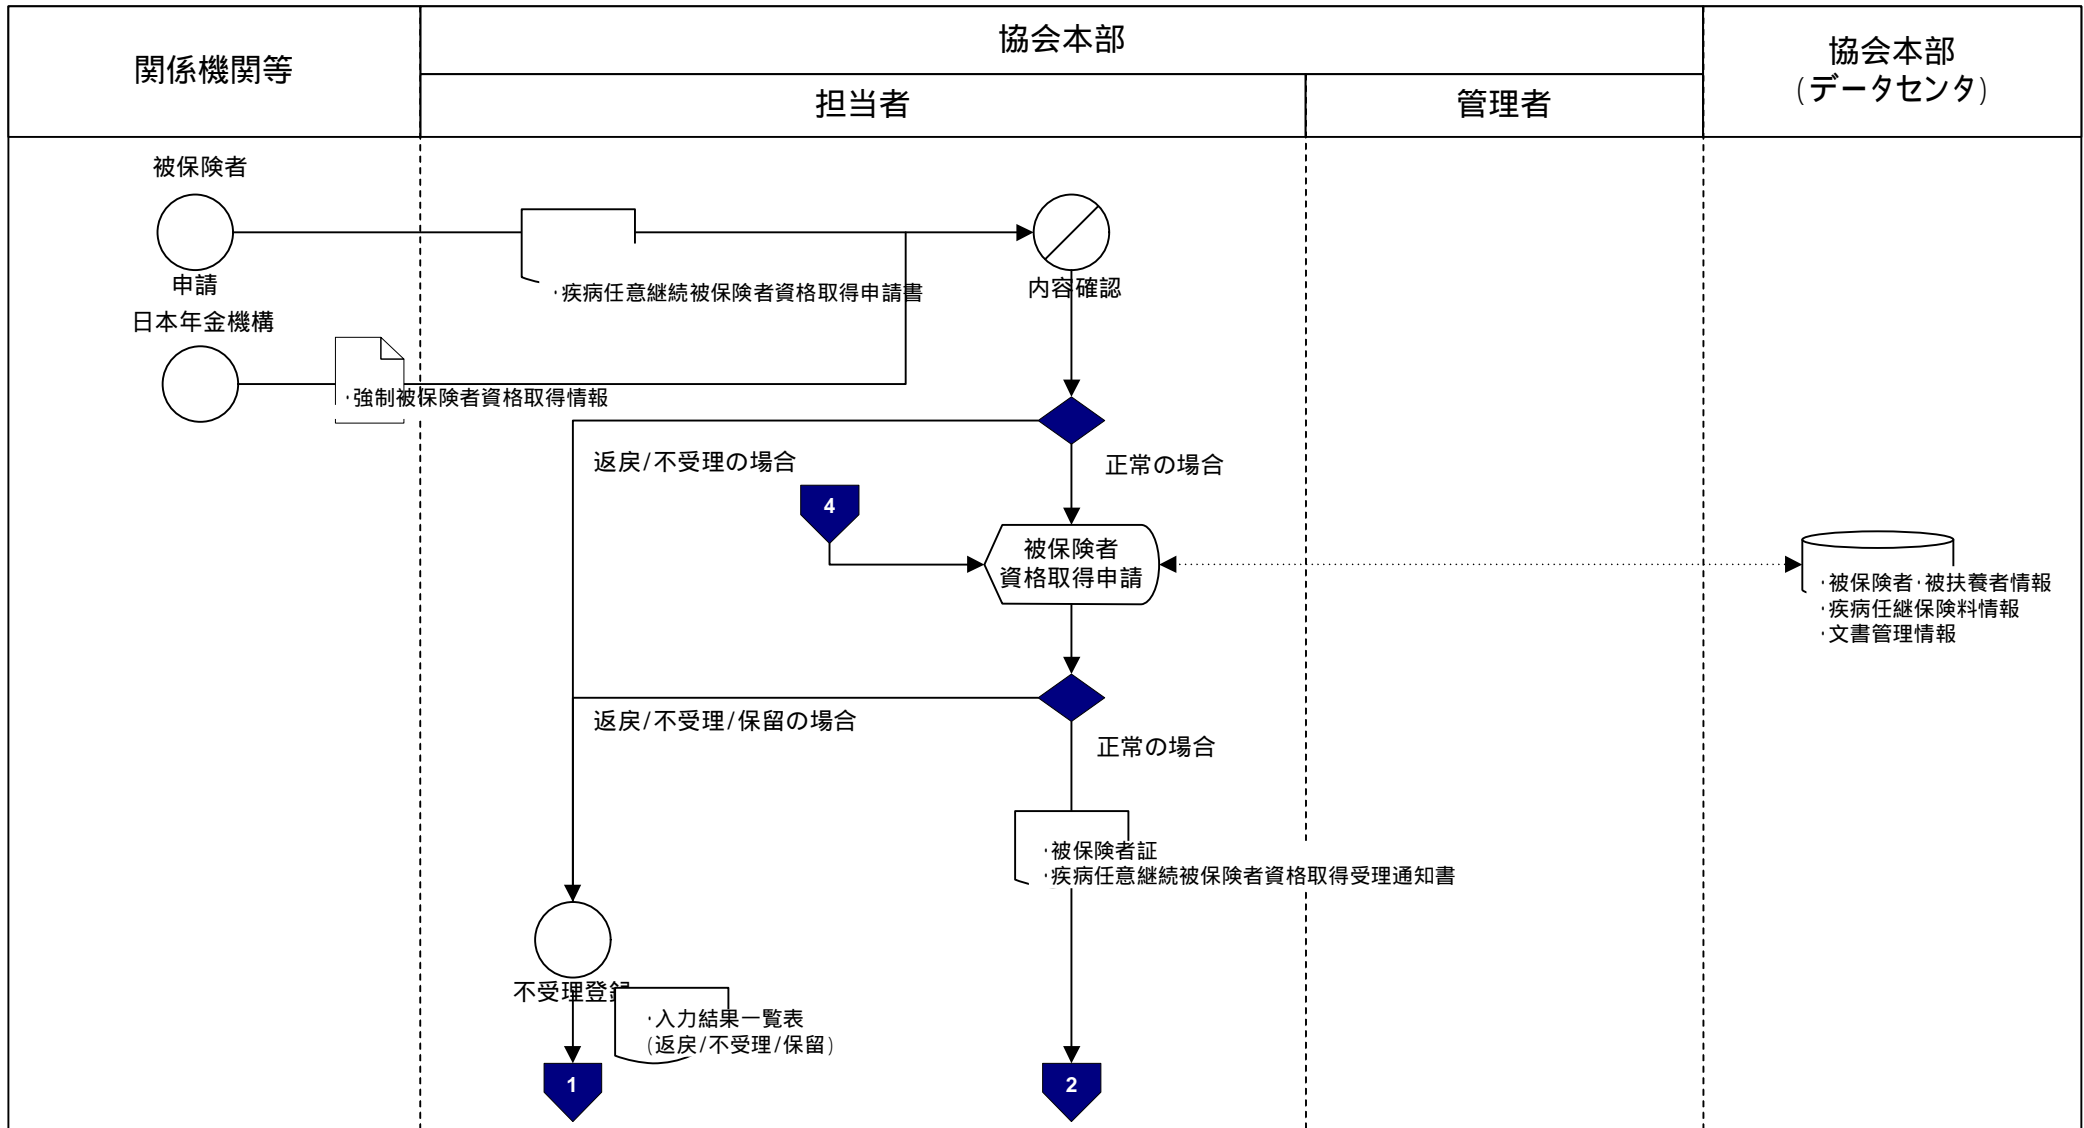 関係機関等
協会本部
担当者
管理者
協会本部
(データセンタ)
被保険者
申請
・疾病任意継続被保険者資格取得申請書
内容確認
日本年金機構
・強制被保険者資格取得情報
返戻/不受理の場合
正常の場合
4
被保険者
資格取得申請
・被保険者・被扶養者情報
・疾病任継保険料情報
・文書管理情報
返戻/不受理/保留の場合
正常の場合
・被保険者証
・疾病任意継続被保険者資格取得受理通知書
不受理登録
・入力結果一覧表
(返戻/不受理/保留)
1
2